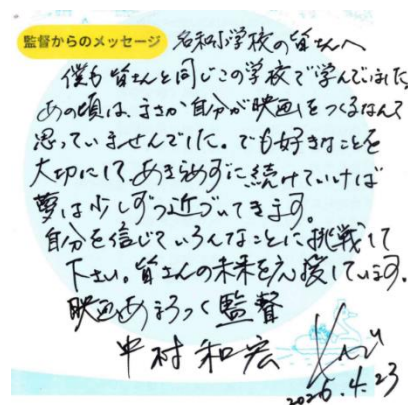 監督からのメッセージ 名和小学校の皆さんへ
僕も皆さんと同じこの学校で学んでいました
あの頃は、まさか自分が映画をつくるなんて
思っていませんでした。でも好きなことを
大切にして、あきらめずに続けていけば
夢は少しずつ近づいてきます。
自分を信じていろんなことに挑戦して
下さい。皆さんの未来を応援しています。
映画あまろっく監督
中村和宏
2026.4.23